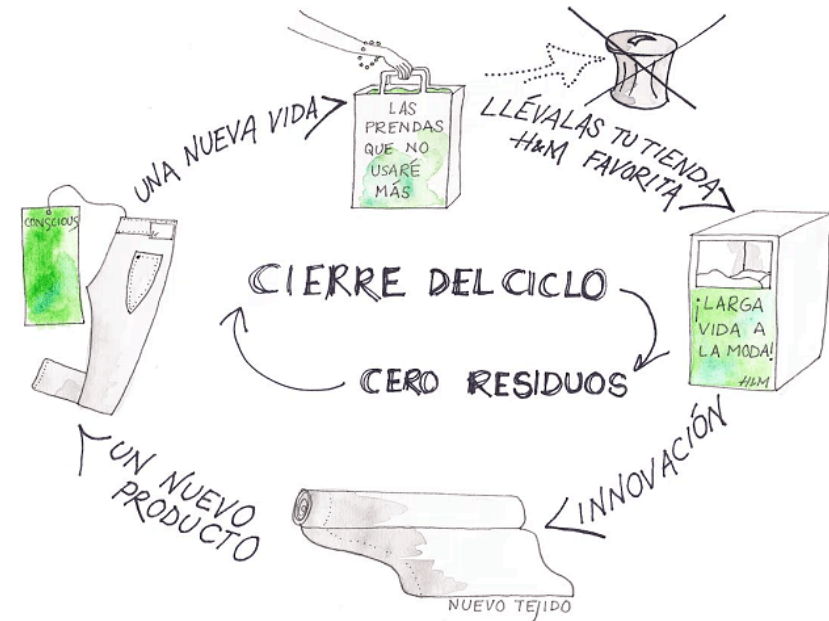 UNA NUEVA VIDA
LAS
PRENDAS
QUE NO
USARÉ
MÁS
LLÉVALAS TU TIENDA
H&M FAVORITA
CONSCIOUS
CIERRE DEL CICLO
CERO RESIDUOS
¡LARGA
VIDA A
LA MODA!
H&M
INNOVACIÓN
NUEVO TEJIDO
UN NUEVO
PRODUCTO